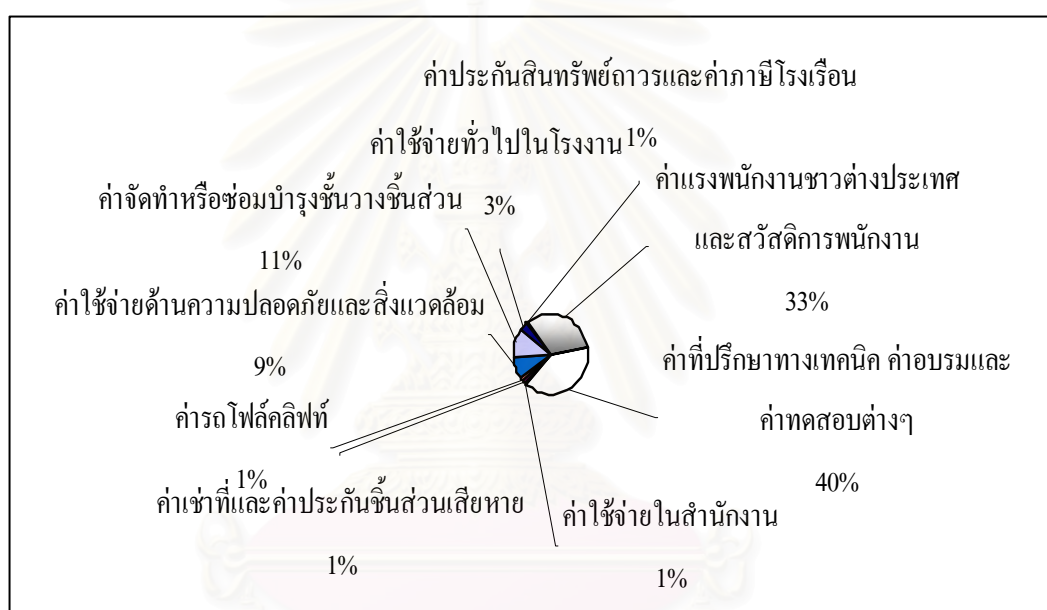 ค่าประกันสินทรัพย์ถาวรและค่าภาษีโรงเรือน
1%
ค่าใช้จ่ายทั่วไปในโรงงาน
3%
ค่าแรงพนักงานชาวต่างประเทศ
และสวัสดิการพนักงาน
33%
ค่าจัดทำหรือซ่อมบำรุงชั้นวางชิ้นส่วน
11%
ค่าใช้จ่ายด้านความปลอดภัยและสิ่งแวดล้อม
9%
ค่าที่ปรึกษาทางเทคนิค ค่าอบรมและ
ค่าทดสอบต่างๆ
40%
ค่ารถโฟล์คลิฟท์
1%
ค่าเช่าที่และค่าประกันชิ้นส่วนเสียหาย
1%
ค่าใช้จ่ายในสำนักงาน
1%